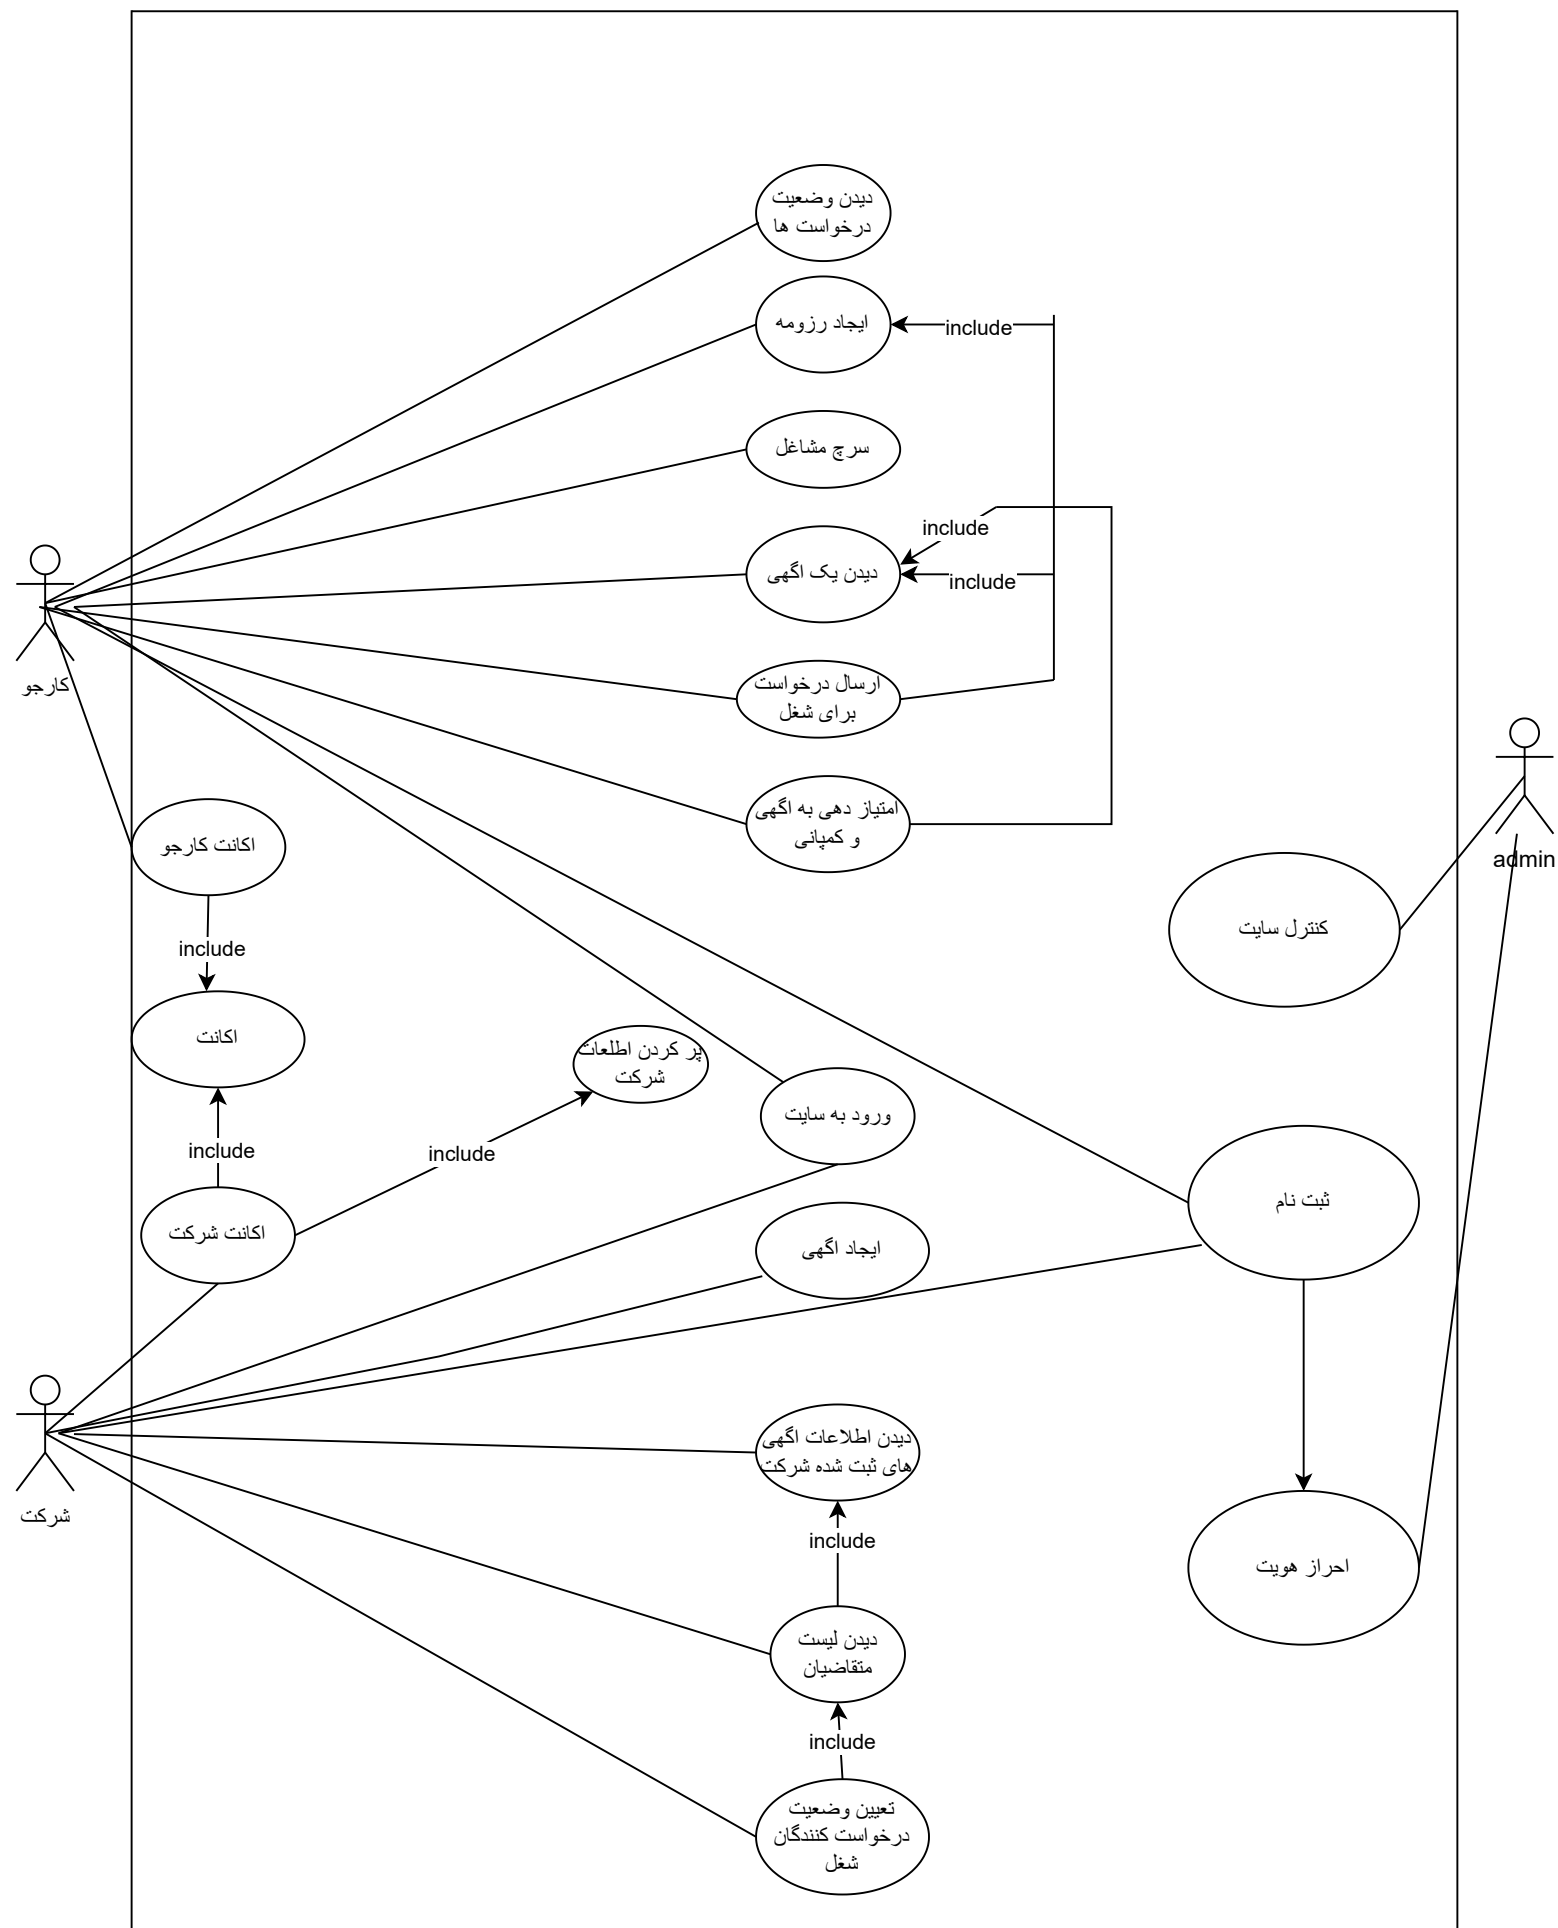 دیدن وضعیت
درخواست ها
ایجاد رزومه
include
سرچ مشاغل
include
دیدن یک اگهی
include
کارجو
ارسال درخواست
برای شغل
امتیاز دهی به اگهی
و کمپانی
اکانت کارجو
admin
کنترل سایت
include
اکانت
پر کردن اطلعات
شرکت
ورود به سایت
include
include
ثبت نام
اکانت شرکت
ایجاد اگهی
دیدن اطلاعات اگهی
های ثبت شده شرکت
شرکت
include
احراز هویت
دیدن لیست
متقاضیان
include
تعیین وضعیت
درخواست کنندگان
شغل